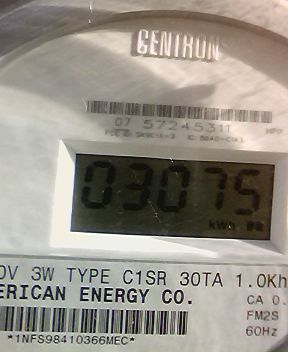 CENTRON
07 57245311
03075
kWh
0V 3W TYPE C1SR 30TA 1.0Kh
ERICAN ENERGY CO.
CA 0.
FM2S
60Hz
*1NFS98410366MEC*